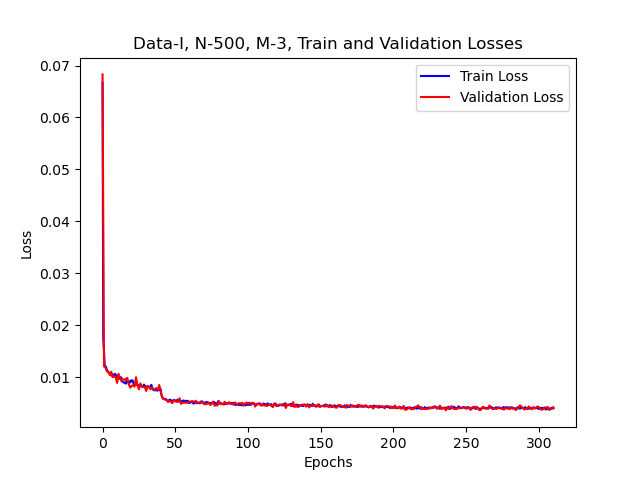 Data-I, N-500, M-3, Train and Validation Losses
Train Loss
Validation Loss
Loss
0.07
0.06
0.05
0.04
0.03
0.02
0.01
0
50
100
150
200
250
300
Epochs